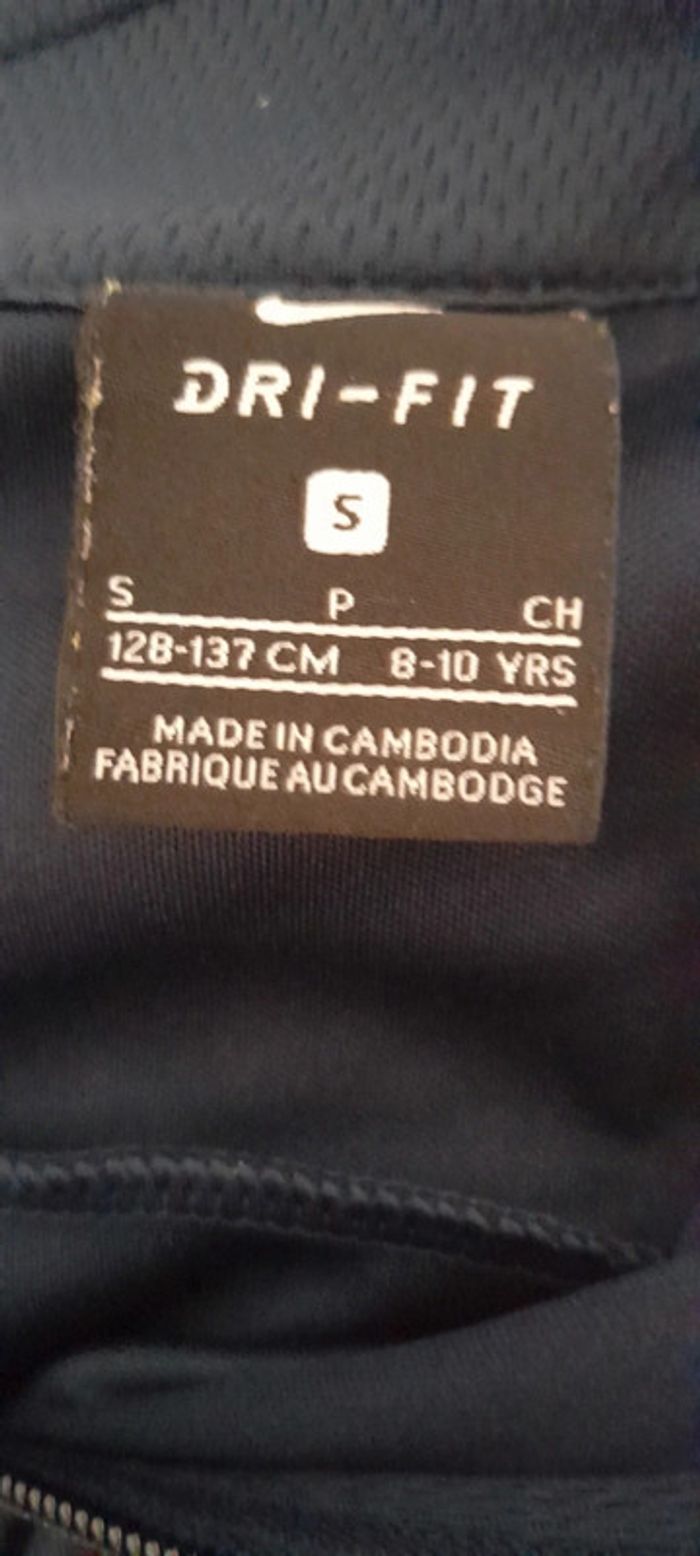 DRI-FIT
S
S P CH
128-137 CM 8-10 YRS
MADE IN CAMBODIA
FABRIQUE AU CAMBODGE